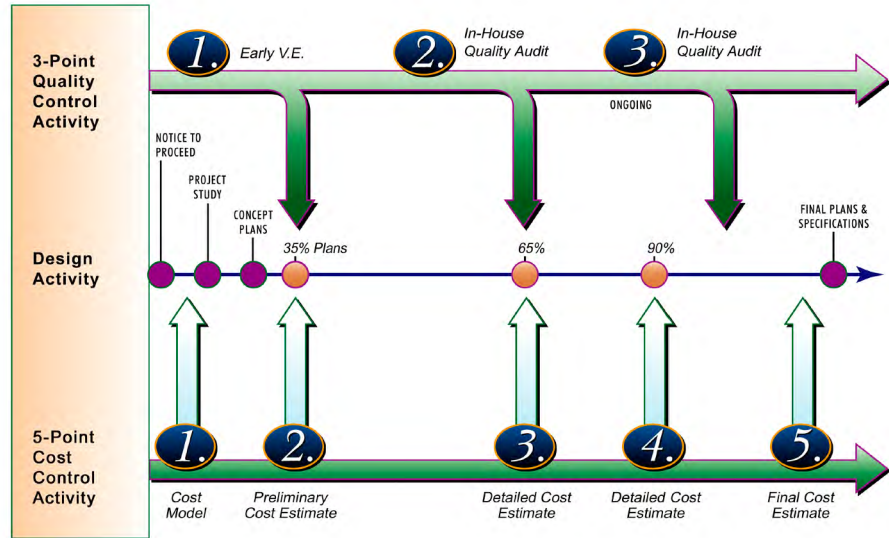 3-Point
Quality
Control
Activity
1.
Early V.E.
2.
In-House
Quality Audit
3.
In-House
Quality Audit
ONGOING
NOTICE TO
PROCEED
PROJECT
STUDY
CONCEPT
PLANS
35% Plans
65%
90%
FINAL PLANS &
SPECIFICATIONS
Design
Activity
5-Point
Cost
Control
Activity
1.
2.
3.
4.
5.
Cost
Model
Preliminary
Cost Estimate
Detailed Cost
Estimate
Detailed Cost
Estimate
Final Cost
Estimate